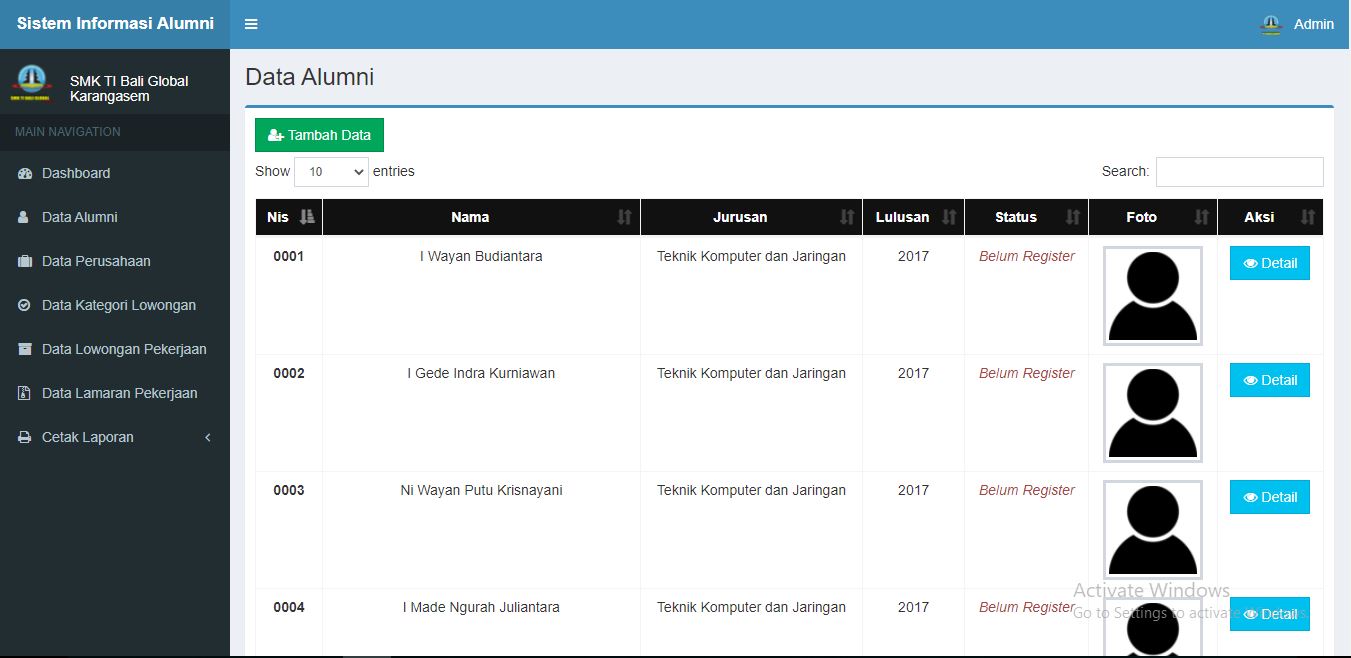 Sistem Informasi Alumni
Admin
SMK TI Bali Global
Karangasem
MAIN NAVIGATION
Dashboard
Data Alumni
Data Perusahaan
Data Kategori Lowongan
Data Lowongan Pekerjaan
Data Lamaran Pekerjaan
Cetak Laporan
Data Alumni
Tambah Data
Show 10 entries
Search:
Nis Nama Jurusan Lulusan Status Foto Aksi
0001 I Wayan Budiantara Teknik Komputer dan Jaringan 2017 Belum Register Detail
0002 I Gede Indra Kurniawan Teknik Komputer dan Jaringan 2017 Belum Register Detail
0003 Ni Wayan Putu Krisnayani Teknik Komputer dan Jaringan 2017 Belum Register Detail
0004 I Made Ngurah Juliantara Teknik Komputer dan Jaringan 2017 Belum Register Detail
Activate Windows
Go to Settings to activate